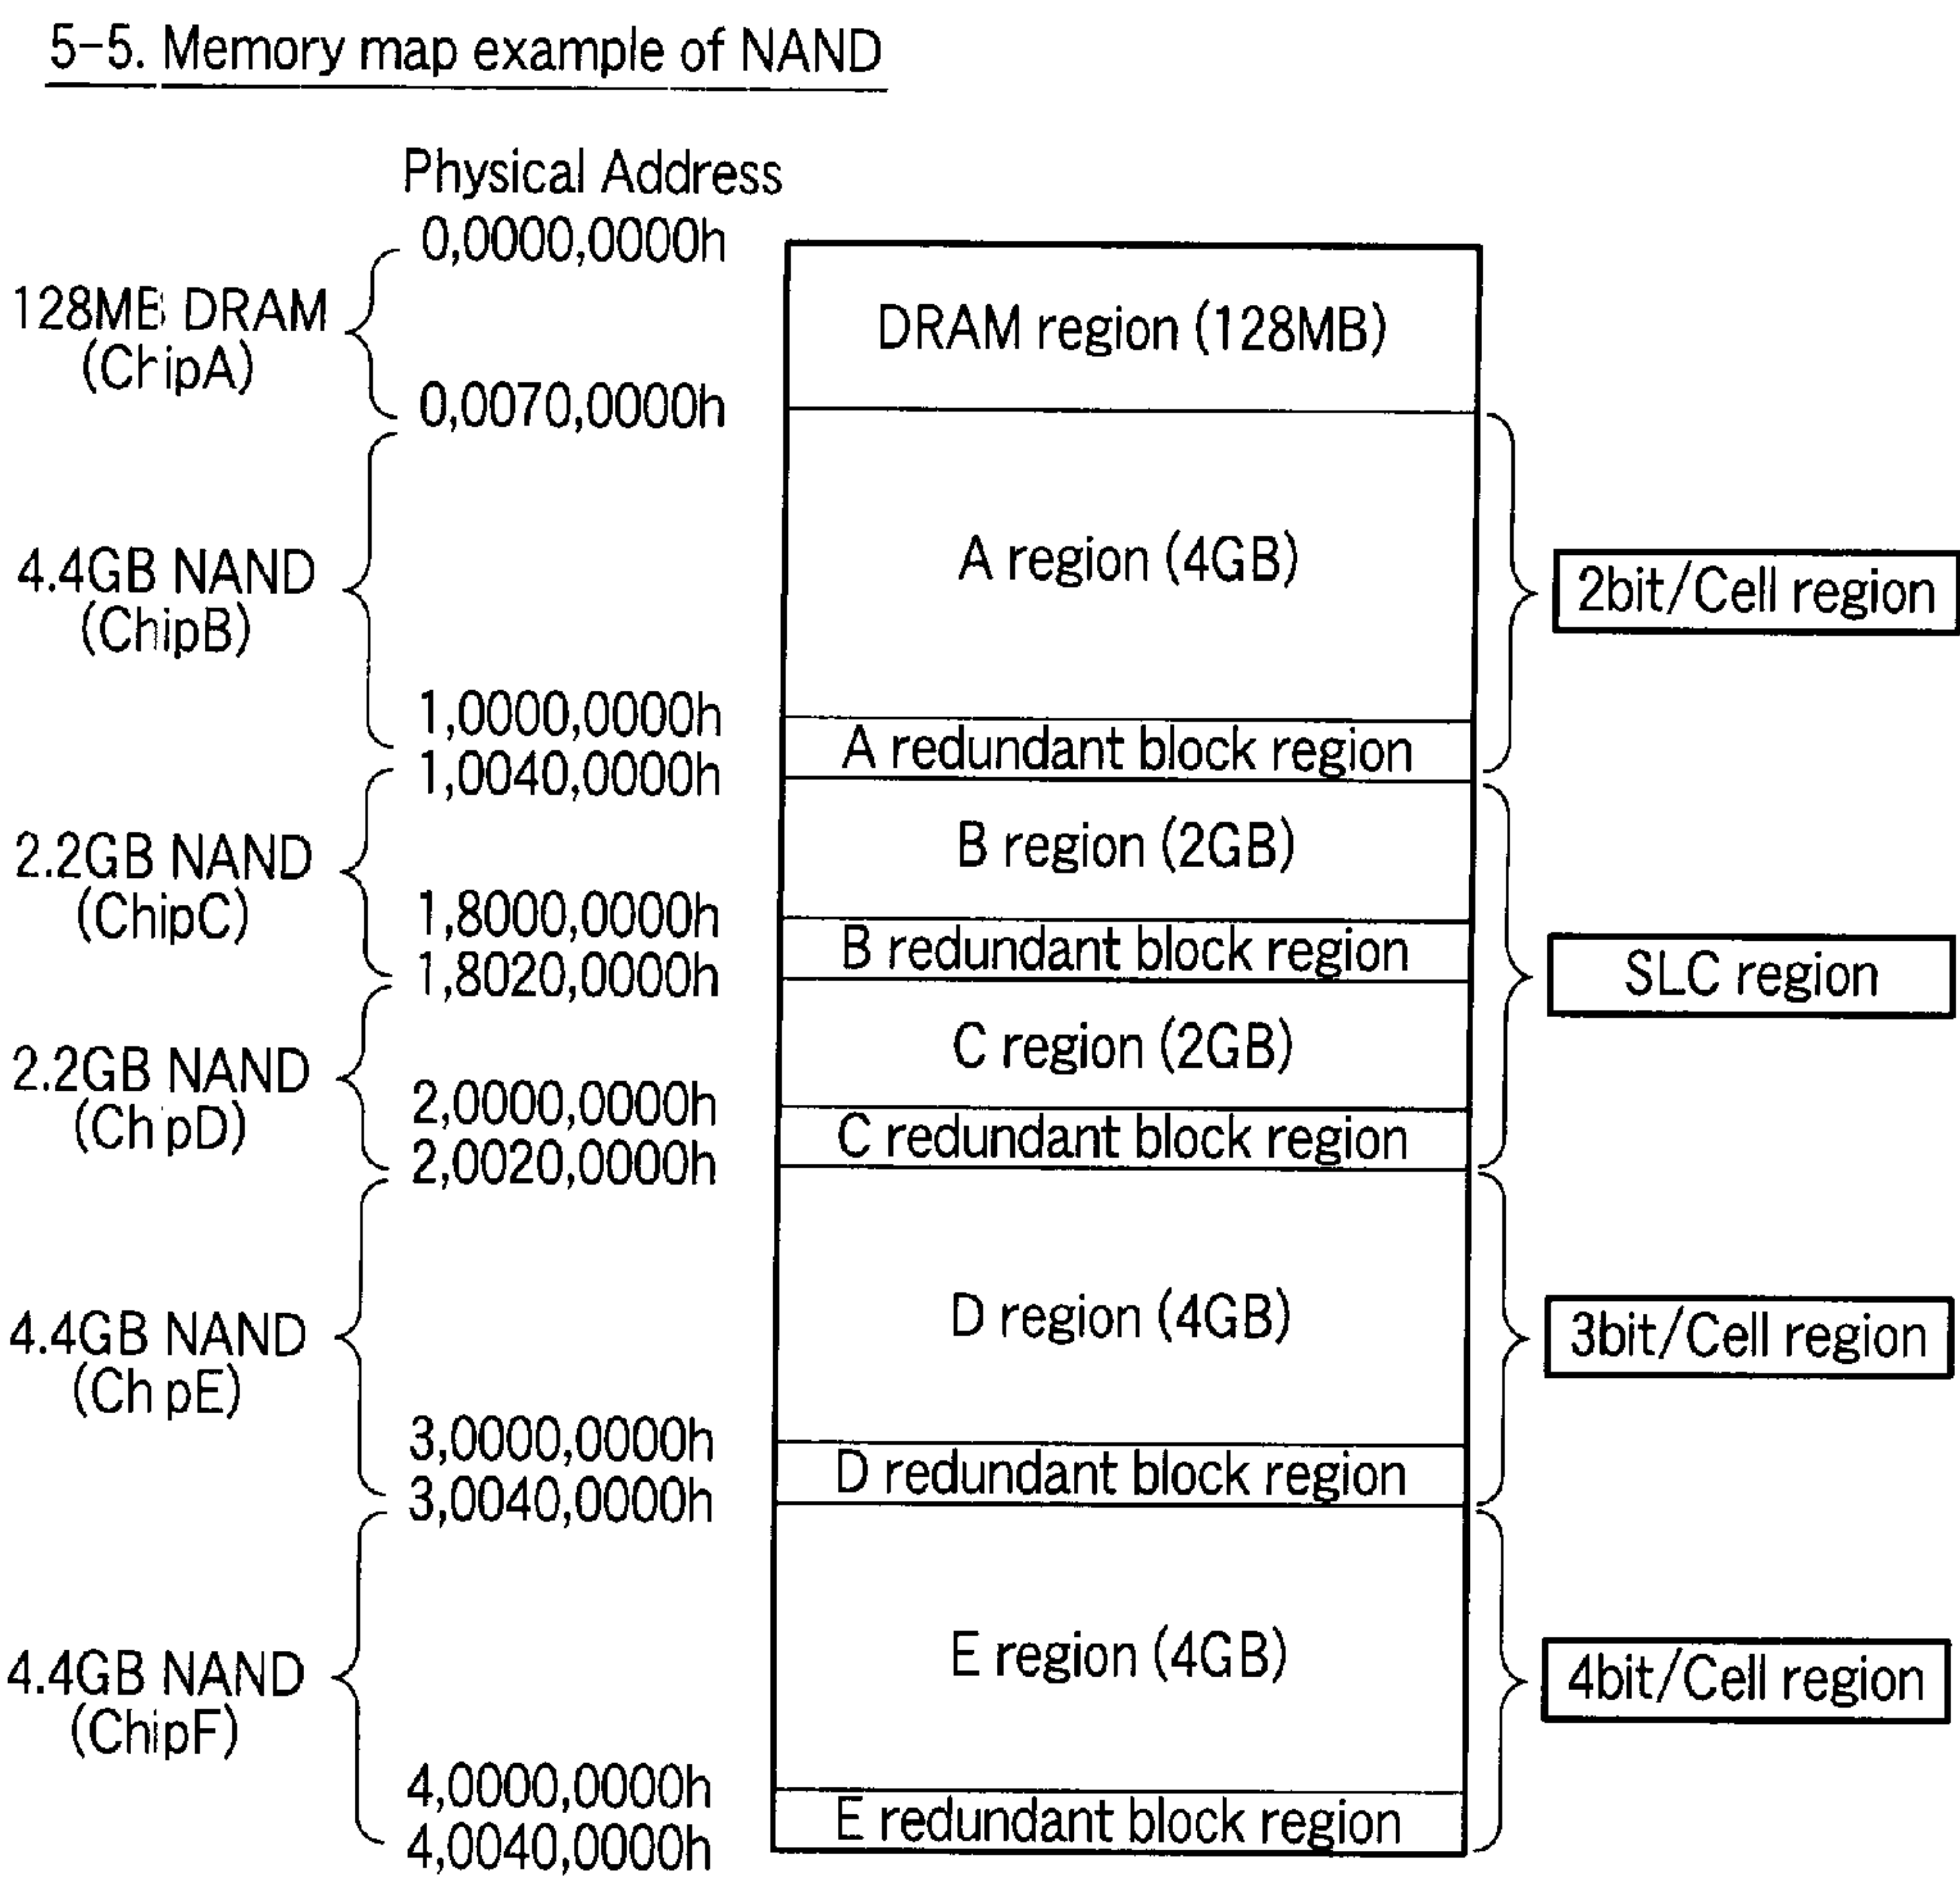 5-5. Memory map example of NAND
Physical Address
0,0000,0000h
128MB DRAM
(ChipA)
DRAM region (128MB)
0,0070,0000h
4.4GB NAND
(ChipB)
A region (4GB)
2bit/Cell region
1,0000,0000h
A redundant block region
1,0040,0000h
2.2GB NAND
(ChipC)
B region (2GB)
1,8000,0000h
B redundant block region
SLC region
1,8020,0000h
2.2GB NAND
(ChipD)
C region (2GB)
2,0000,0000h
C redundant block region
2,0020,0000h
4.4GB NAND
(ChipE)
D region (4GB)
3bit/Cell region
3,0000,0000h
D redundant block region
3,0040,0000h
4.4GB NAND
(ChipF)
E region (4GB)
4bit/Cell region
4,0000,0000h
E redundant block region
4,0040,0000h